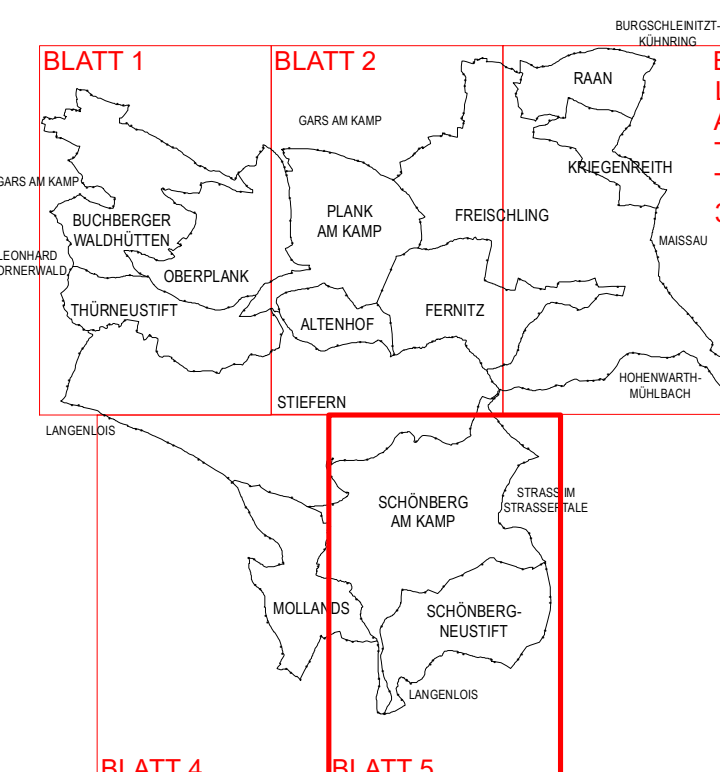 BURGSCHLEINITZT-
KÜHNRING
BLATT 1
BLATT 2
B
L
A
T
T
3
RAAN
GARS AM KAMP
KRIEGENREITH
GARS AM KAMP
BUCHBERGER
WALDHÜTTEN
PLANK
AM KAMP
FREISCHLING
MAISSAU
LEONHARD
ORNERWALD
OBERPLANK
THÜRNEUSTIFT
ALTENHOF
FERNITZ
HOHENWARTH-
MÜHLBACH
STIEFERN
LANGENLOIS
SCHÖNBERG
AM KAMP
STRASS IM
STRASSERTALE
MOLLANDS
SCHÖNBERG-
NEUSTIFT
LANGENLOIS
BLATT 4
BLATT 5